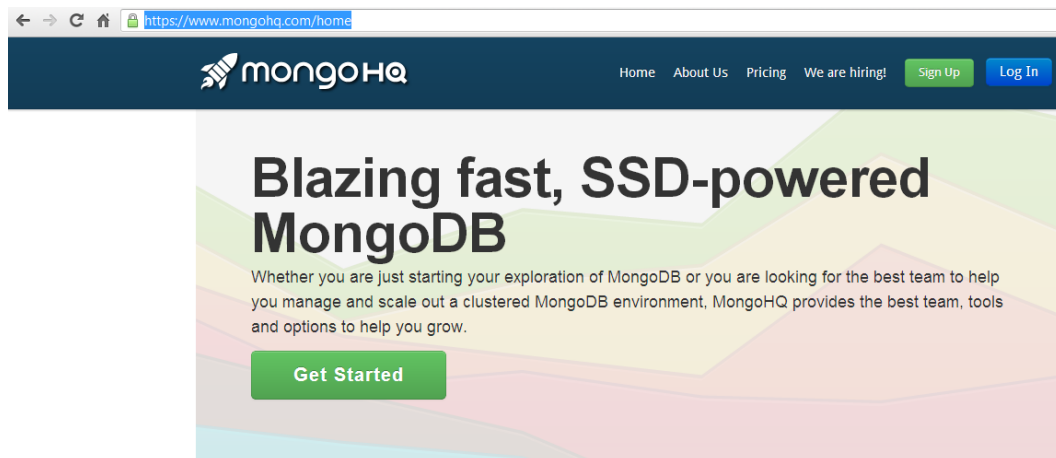 https://www.mongohq.com/home
mongoHQ
Home About Us Pricing We are hiring! Sign Up Log In
Blazing fast, SSD-powered
MongoDB
Whether you are just starting your exploration of MongoDB or you are looking for the best team to help
you manage and scale out a clustered MongoDB environment, MongoHQ provides the best team, tools
and options to help you grow.
Get Started